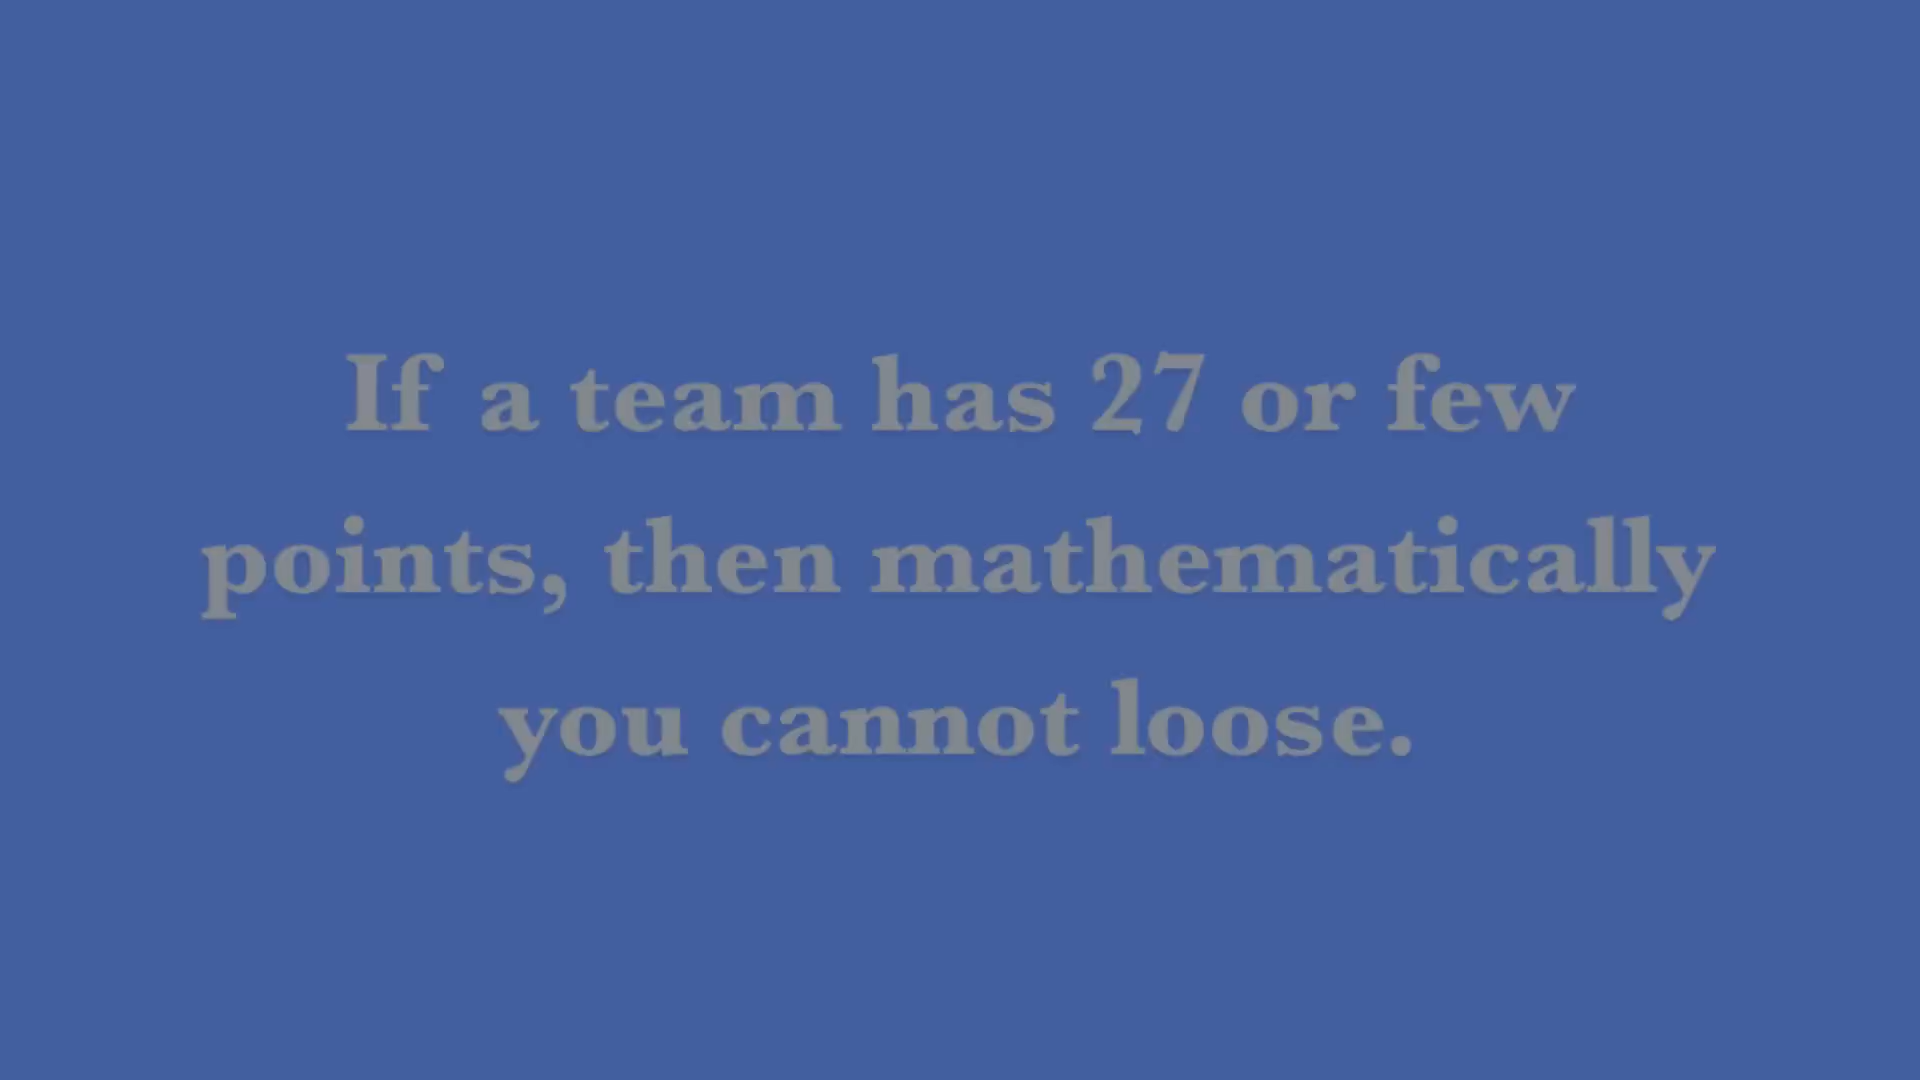 If a team has 27 or few
points, then mathematically
you cannot loose.